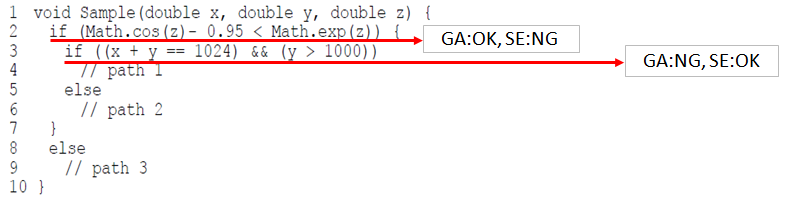 1 void Sample(double x, double y, double z) {
2 if (Math.cos(z)- 0.95 < Math.exp(z)) {
GA:OK, SE:NG
3 if ((x + y == 1024) && (y > 1000))
GA:NG, SE:OK
4 // path 1
5 else
6 // path 2
7 }
8 else
9 // path 3
10 }